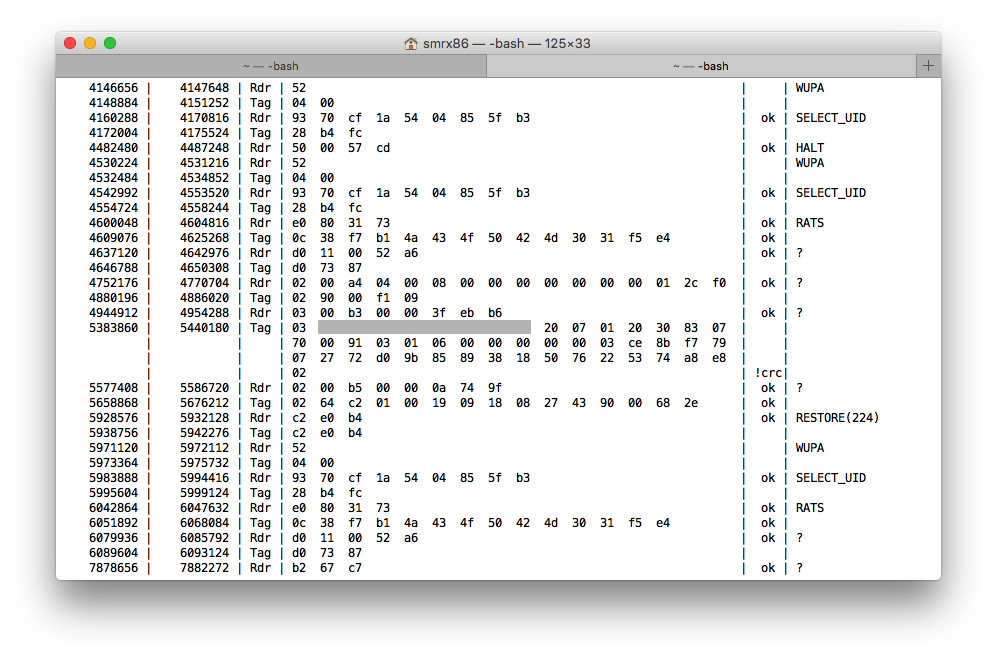 smrx86 — -bash — 125×33
~ — -bash ~ — -bash +
4146656 | 4147648 | Rdr | 52 | | WUPA
4148884 | 4151252 | Tag | 04 00 | |
4160288 | 4170816 | Rdr | 93 70 cf 1a 54 04 85 5f b3 | ok | SELECT_UID
4172004 | 4175524 | Tag | 28 b4 fc | |
4482480 | 4487248 | Rdr | 50 00 57 cd | ok | HALT
4530224 | 4531216 | Rdr | 52 | | WUPA
4532484 | 4534852 | Tag | 04 00 | |
4542992 | 4553520 | Rdr | 93 70 cf 1a 54 04 85 5f b3 | ok | SELECT_UID
4554724 | 4558244 | Tag | 28 b4 fc | |
4600048 | 4604816 | Rdr | e0 80 31 73 | ok | RATS
4609076 | 4625268 | Tag | 0c 38 f7 b1 4a 43 4f 50 42 4d 30 31 f5 e4 | ok |
4637120 | 4642976 | Rdr | d0 11 00 52 a6 | ok | ?
4646788 | 4650308 | Tag | d0 73 87 | |
4752176 | 4770704 | Rdr | 02 00 a4 04 00 08 00 00 00 00 00 00 00 01 2c f0 | ok | ?
4880196 | 4886020 | Tag | 02 90 00 f1 09 | |
4944912 | 4954288 | Rdr | 03 00 b3 00 00 3f eb b6 | ok | ?
5383860 | 5440180 | Tag | 03 20 07 01 20 30 83 07 | |
| | | 70 00 91 03 01 06 00 00 00 00 00 03 ce 8b f7 79 | |
| | | 07 27 72 d0 9b 85 89 38 18 50 76 22 53 74 a8 e8 | |
| | | 02 | !crc|
5577408 | 5586720 | Rdr | 02 00 b5 00 00 0a 74 9f | ok | ?
5658868 | 5676212 | Tag | 02 64 c2 01 00 19 09 18 08 27 43 90 00 68 2e | ok |
5928576 | 5932128 | Rdr | c2 e0 b4 | ok | RESTORE(224)
5938756 | 5942276 | Tag | c2 e0 b4 | |
5971120 | 5972112 | Rdr | 52 | | WUPA
5973364 | 5975732 | Tag | 04 00 | |
5983888 | 5994416 | Rdr | 93 70 cf 1a 54 04 85 5f b3 | ok | SELECT_UID
5995604 | 5999124 | Tag | 28 b4 fc | |
6042864 | 6047632 | Rdr | e0 80 31 73 | ok | RATS
6051892 | 6068084 | Tag | 0c 38 f7 b1 4a 43 4f 50 42 4d 30 31 f5 e4 | ok |
6079936 | 6085792 | Rdr | d0 11 00 52 a6 | ok | ?
6089604 | 6093124 | Tag | d0 73 87 | |
7878656 | 7882272 | Rdr | b2 67 c7 | ok | ?